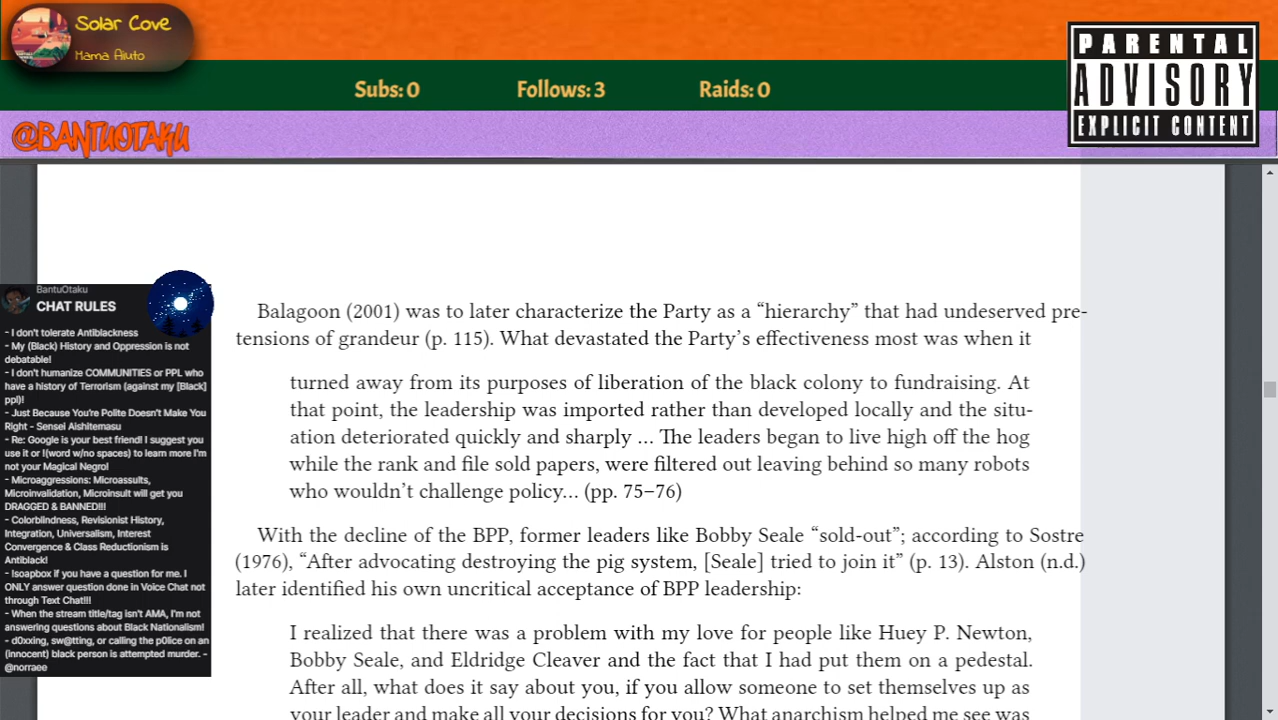 Solar Cove
Mama Aiuto
PARENTAL
ADVISORY
EXPLICIT CONTENT
Subs: 0
Follows: 3
Raids: 0
@BANTUOTAKU
BantuOtaku
CHAT RULES
- I don't tolerate Antiblackness
- My (Black) History and Oppression is not
debatable!
- I don't humanize COMMUNITIES or PPL who
have a history of Terrorism (against my [Black]
ppl)!
- Just Because You're Polite Doesn't Make You
Right - Sensei Aishitemasu
- Re: Google is your best friend! I suggest you
use it or !(word w/no spaces) to learn more I'm
not your Magical Negro!
- Microaggressions: Microassults,
Microinvalidation, Microinsult will get you
DRAGGED & BANNED!!!
- Colorblindness, Revisionist History,
Integration, Universalism, Interest
Convergence & Class Reductionism is
Antiblack!
- !soapbox if you have a question for me. I
ONLY answer question done in Voice Chat not
through Text Chat!!!
- When the stream title/tag isn't AMA, I'm not
answering questions about Black Nationalism!
- d0xxing, sw@tting, or calling the p0lice on an
(innocent) black person is attempted murder. -
@norraee
Balagoon (2001) was to later characterize the Party as a “hierarchy” that had undeserved pre-
tensions of grandeur (p. 115). What devastated the Party’s effectiveness most was when it
turned away from its purposes of liberation of the black colony to fundraising. At
that point, the leadership was imported rather than developed locally and the situ-
ation deteriorated quickly and sharply … The leaders began to live high off the hog
while the rank and file sold papers, were filtered out leaving behind so many robots
who wouldn’t challenge policy… (pp. 75–76)
With the decline of the BPP, former leaders like Bobby Seale “sold-out”; according to Sostre
(1976), “After advocating destroying the pig system, [Seale] tried to join it” (p. 13). Alston (n.d.)
later identified his own uncritical acceptance of BPP leadership:
I realized that there was a problem with my love for people like Huey P. Newton,
Bobby Seale, and Eldridge Cleaver and the fact that I had put them on a pedestal.
After all, what does it say about you, if you allow someone to set themselves up as
your leader and make all your decisions for you? What anarchism helped me see was